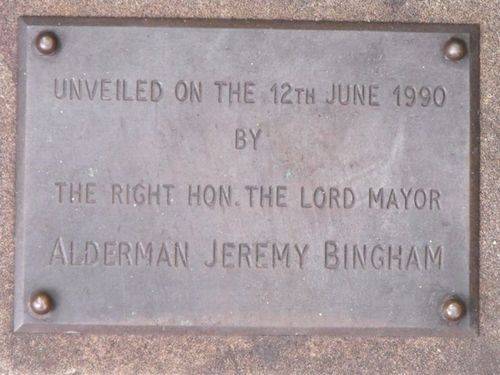 UNVEILED ON THE 12TH JUNE 1990
BY
THE RIGHT HON. THE LORD MAYOR
ALDERMAN JEREMY BINGHAM